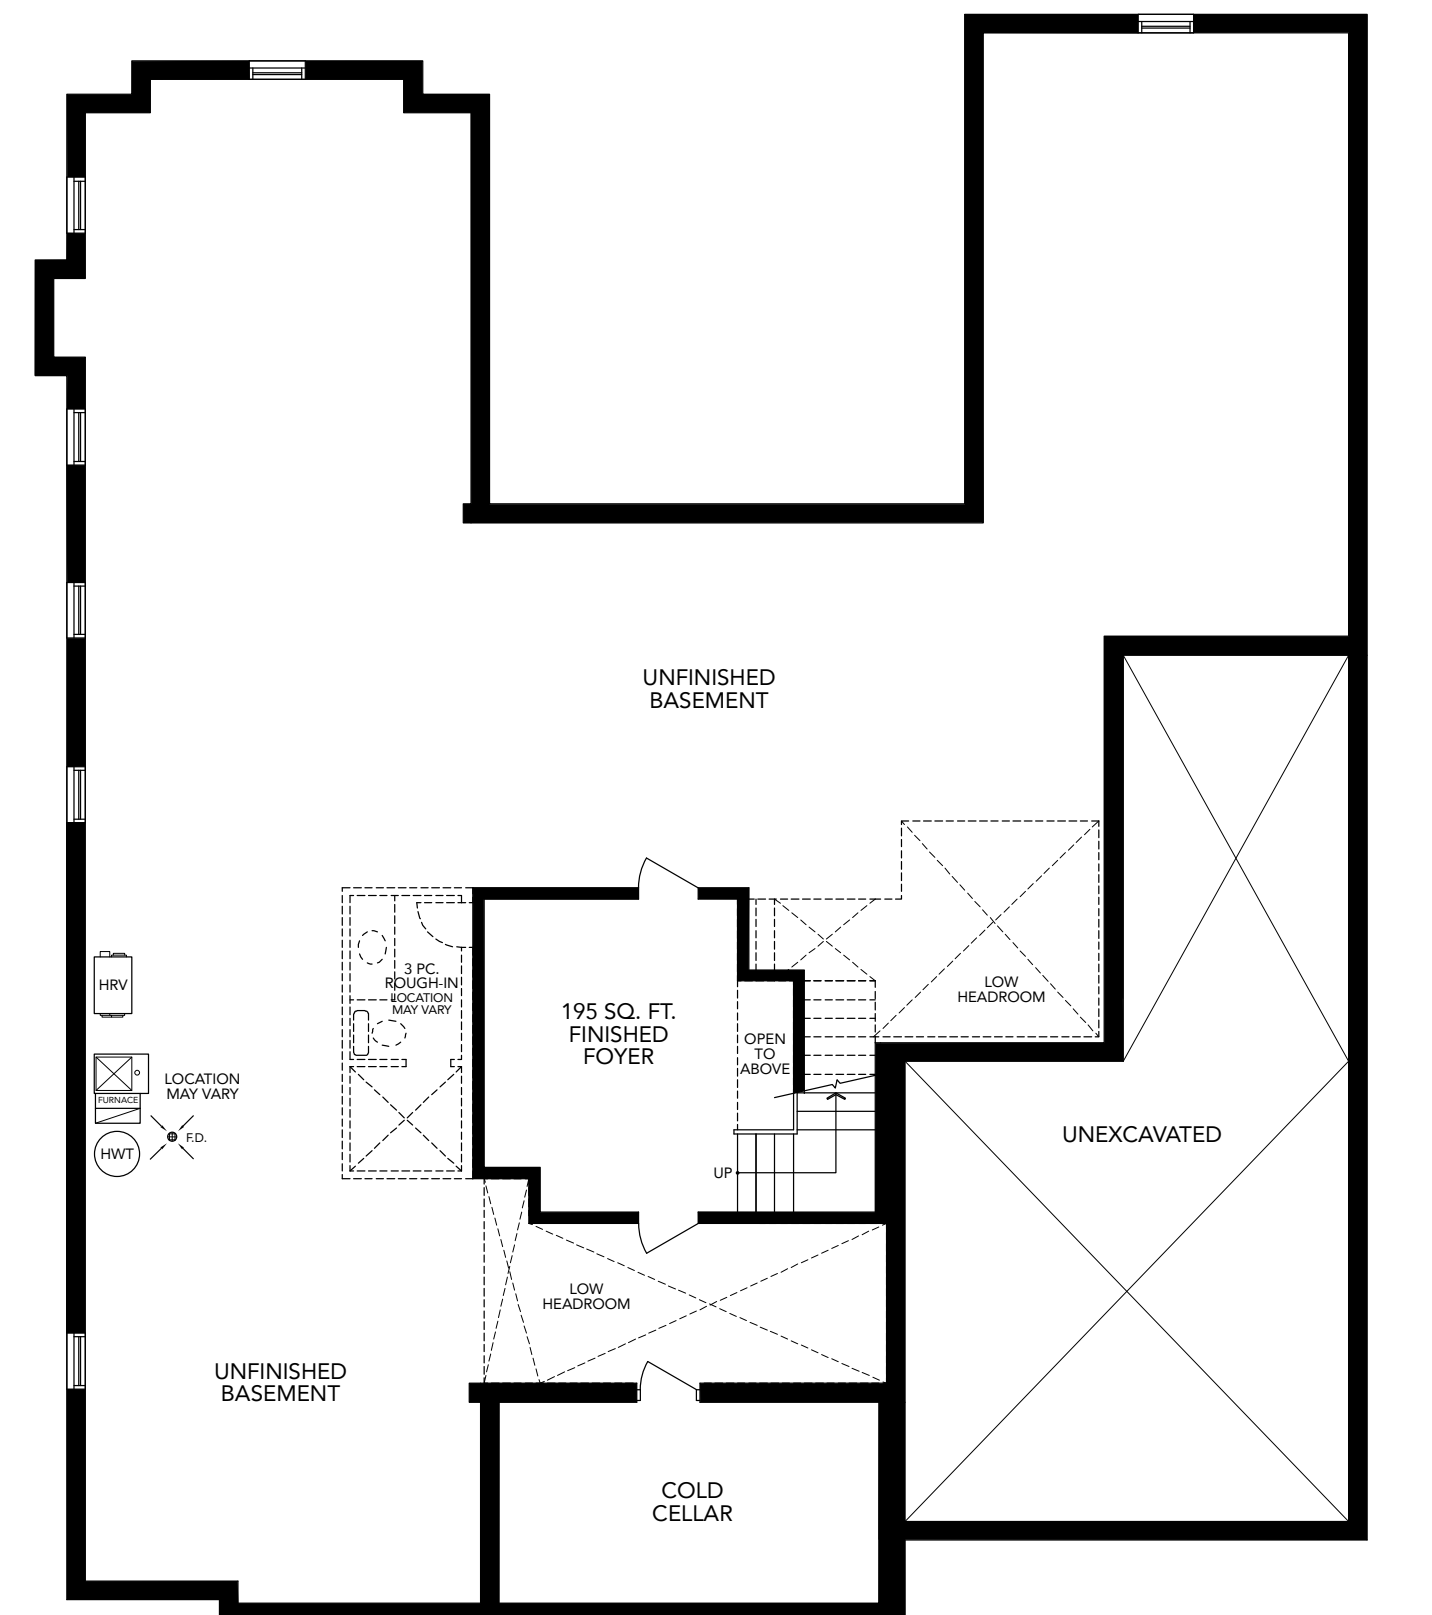 UNFINISHED
BASEMENT
3 PC.
ROUGH-IN
LOCATION
MAY VARY
HRV
LOW
HEADROOM
195 SQ. FT.
FINISHED
FOYER
OPEN
TO
ABOVE
LOCATION
MAY VARY
FURNACE
F.D.
HWT
UNEXCAVATED
UP
LOW
HEADROOM
UNFINISHED
BASEMENT
COLD
CELLAR